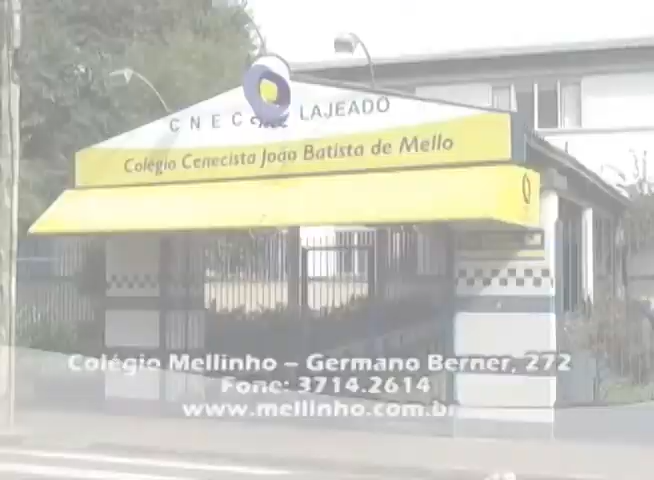 CNEC LAJEADO
Colégio Cenecista João Batista de Mello
Colégio Mellinho – Germano Berner, 272
Fone: 3714.2614
www.mellinho.com.br